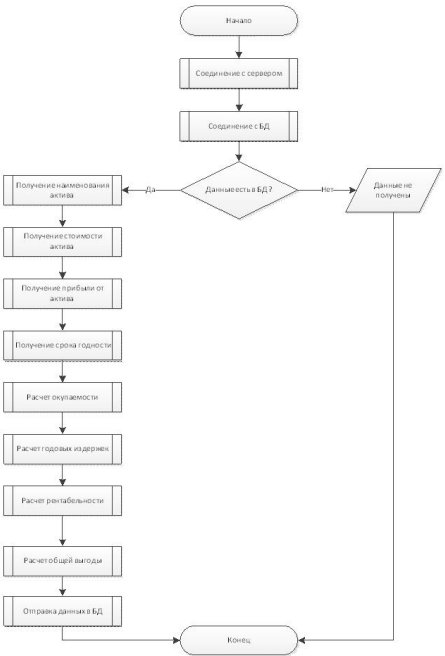 Начало
Соединение с сервером
Соединение с БД
Данные есть в БД?
Да
Нет
Данные не
получены
Получение наименования
актива
Получение стоимости
актива
Получение прибыли от
актива
Получение срока годности
Расчет окупаемости
Расчет годовых издержек
Расчет рентабельности
Расчет общей выгоды
Отправка данных в БД
Конец